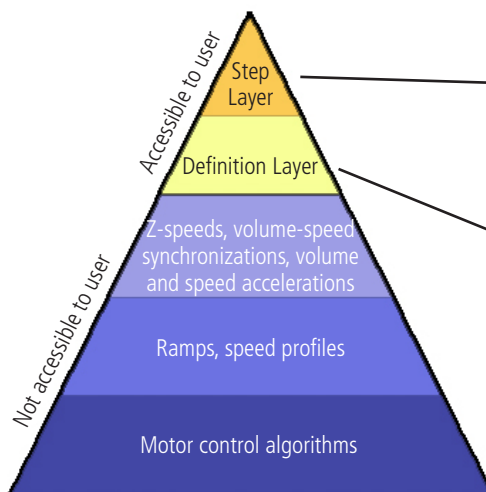 Accessible to user
Step
Layer
Definition Layer
Not accessible to user
Z-speeds, volume-speed
synchronizations, volume
and speed accelerations
Ramps, speed profiles
Motor control algorithms